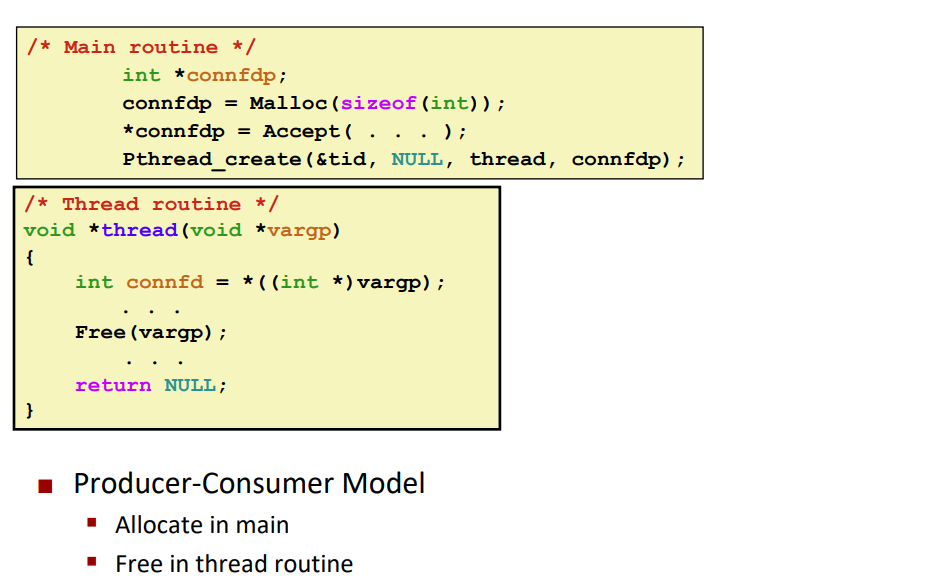 /* Main routine */
int *connfdp;
connfdp = Malloc(sizeof(int));
*connfdp = Accept( . . . );
Pthread_create(&tid, NULL, thread, connfdp);
/* Thread routine */
void *thread(void *vargp)
{
int connfd = *((int *)vargp);
. . .
Free(vargp);
. . .
return NULL;
}
■ Producer-Consumer Model
▪ Allocate in main
▪ Free in thread routine